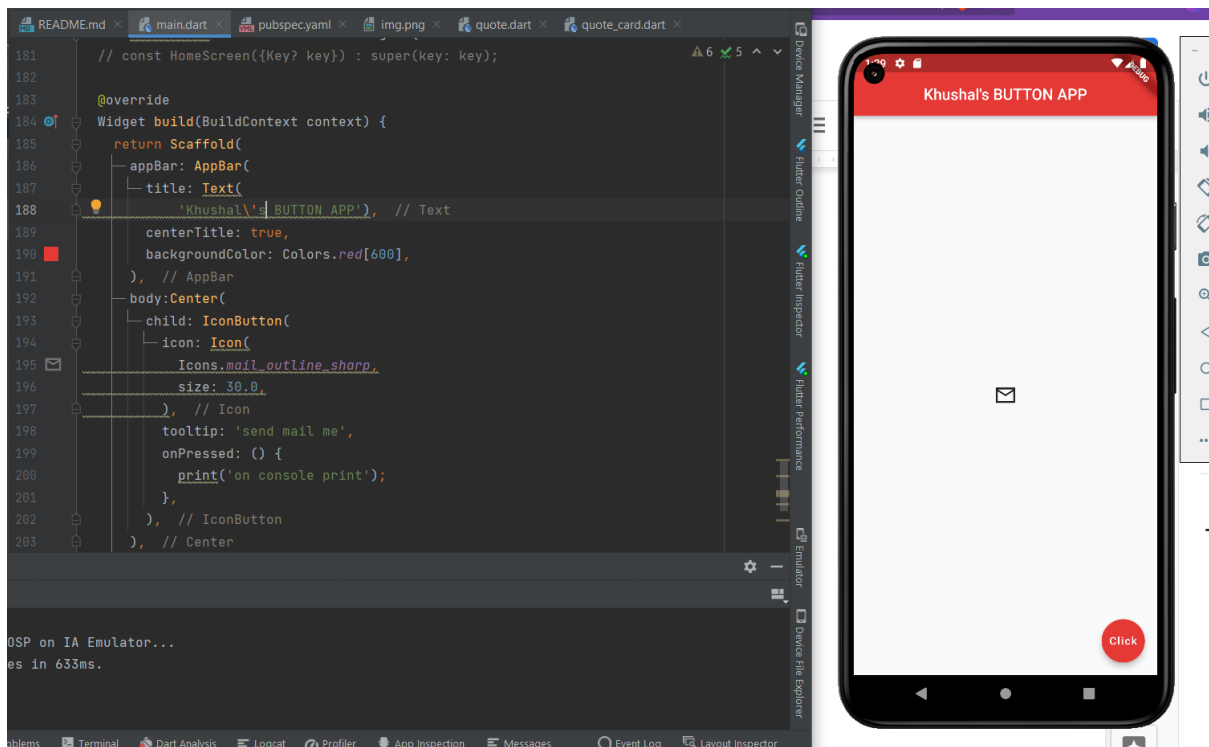 README.md main.dart pubspec.yaml img.png quote.dart quote_card.dart
181 // const HomeScreen({Key? key}) : super(key: key);
6 5
182
183 @override
184 Widget build(BuildContext context) {
185 return Scaffold(
186 appBar: AppBar(
187 title: Text(
188 'Khushal\'s BUTTON APP'), // Text
189 centerTitle: true,
190 backgroundColor: Colors.red[600],
191 ), // AppBar
192 body:Center(
193 child: IconButton(
194 icon: Icon(
195 Icons.mail_outline_sharp,
196 size: 30.0,
197 ), // Icon
198 tooltip: 'send mail me',
199 onPressed: () {
200 print('on console print');
201 },
202 ), // IconButton
203 ), // Center
OSP on IA Emulator...
es in 633ms.
oblems Terminal Dart Analysis Logcat Profiler App Inspection Messages Event Log Layout Inspector
Device Manager
Flutter Outline
Flutter Inspector
Flutter Performance
Emulator
Device File Explorer
1:29
DEBUG
Khushal's BUTTON APP
Click